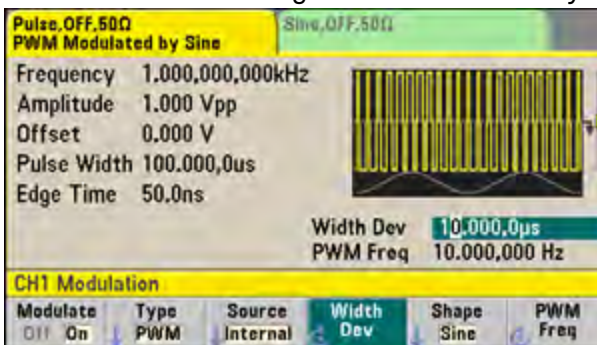 Pulse,OFF,50Ω
Sine,OFF,50Ω
PWM Modulated by Sine
Frequency 1.000,000,000kHz
Amplitude 1.000 Vpp
Offset 0.000 V
Pulse Width 100.000,0us
Edge Time 50.0ns
Width Dev 10.000,0µs
PWM Freq 10.000,000 Hz
CH1 Modulation
Modulate Type Source Width Shape PWM
Off On PWM Internal Dev Sine Freq